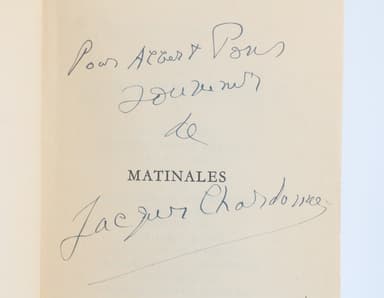 Pour Albert Pons
Souvenir
de
MATINALES
Jacques Chardonne